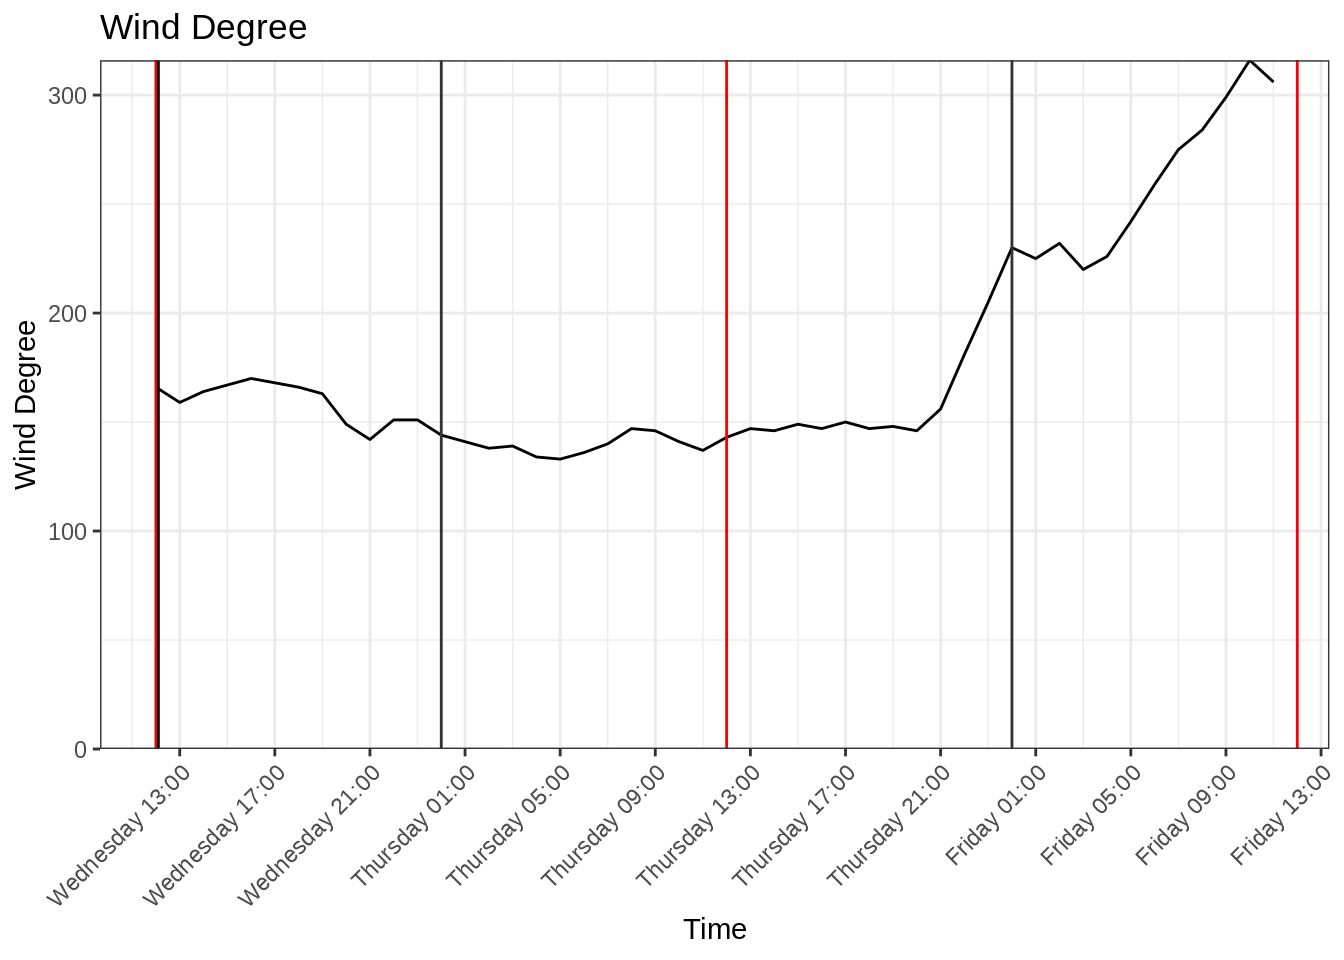 Wind Degree
Wind Degree
300
200
100
0
Wednesday 13:00
Wednesday 17:00
Wednesday 21:00
Thursday 01:00
Thursday 05:00
Thursday 09:00
Thursday 13:00
Thursday 17:00
Thursday 21:00
Friday 01:00
Friday 05:00
Friday 09:00
Friday 13:00
Time